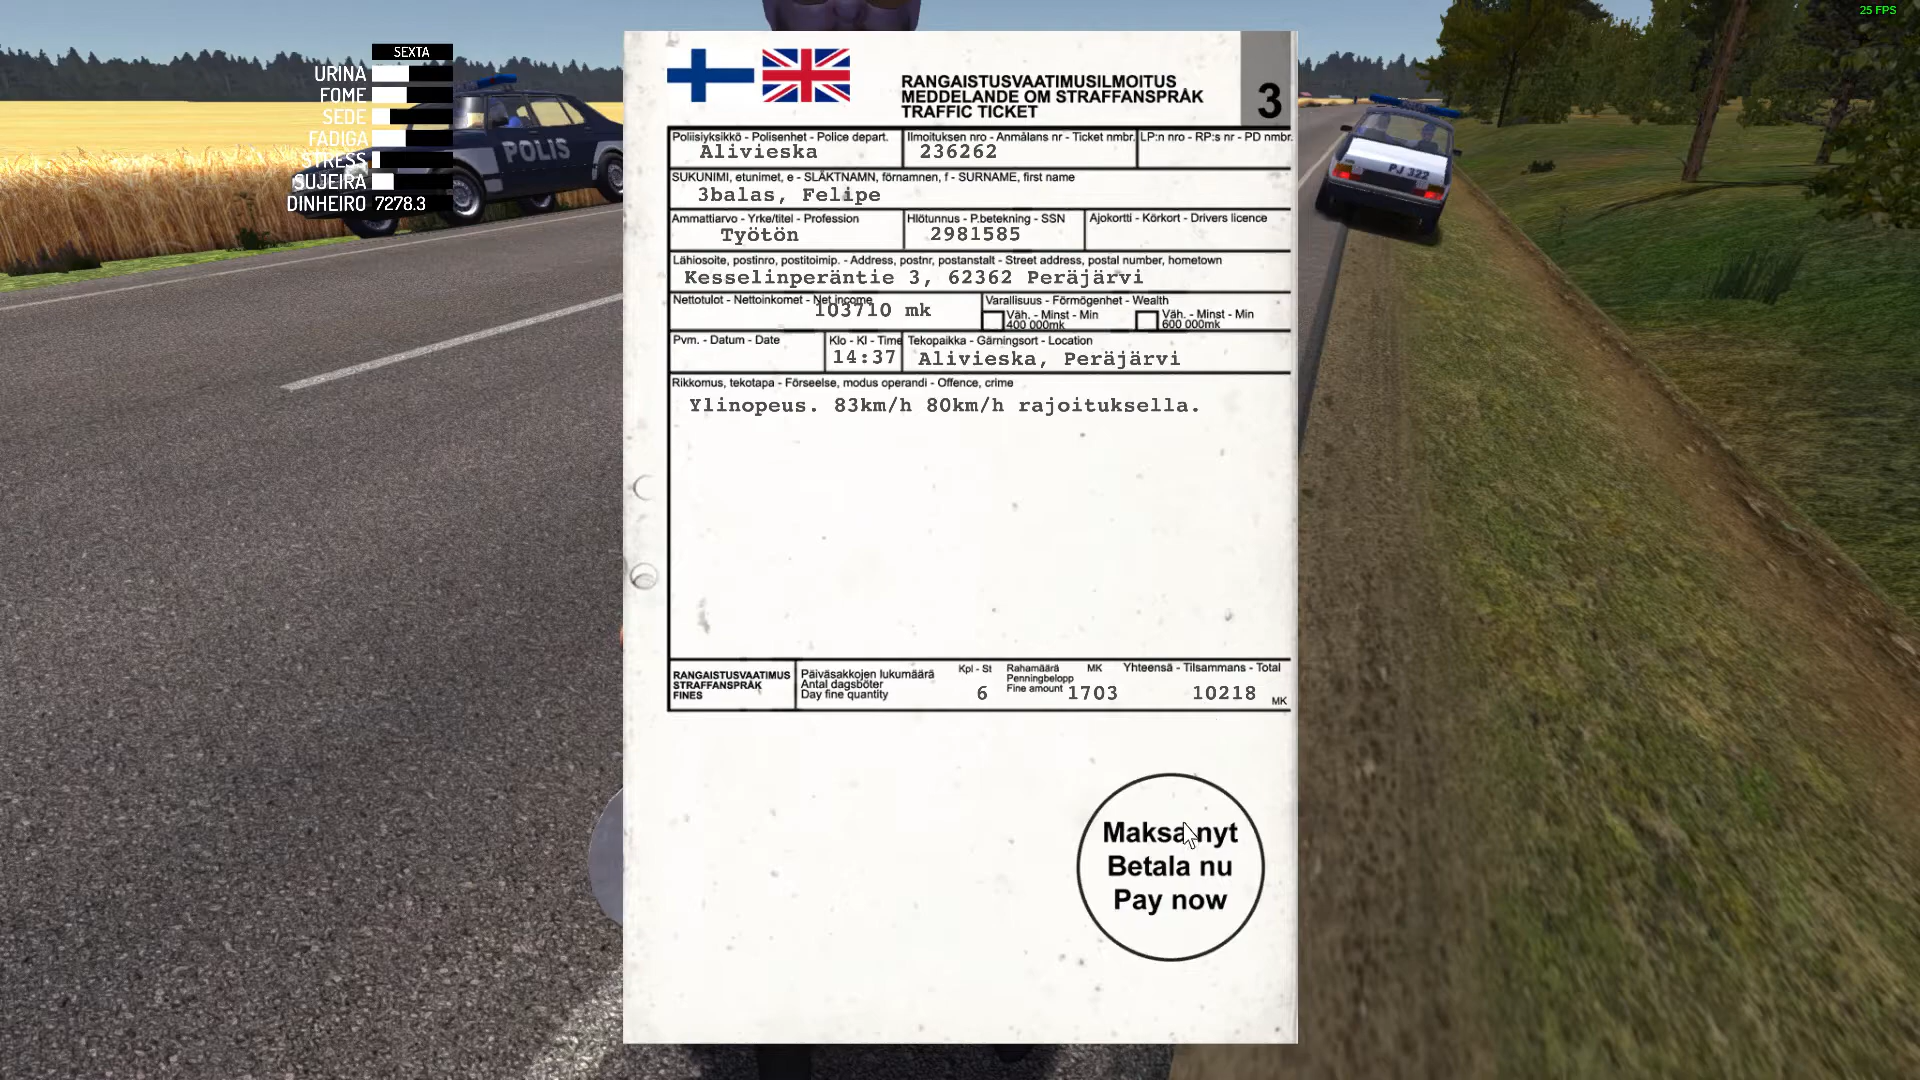 25 FPS
SEXTA
URINA
FOME
SEDE
FADIGA
STRESS
SUJEIRA
DINHEIRO 7278.3
POLIS
PJ 322
RANGAISTUSVAATIMUSILMOITUS
MEDDELANDE OM STRAFFANSPRÅK
TRAFFIC TICKET
3
Poliisiyksikkö - Polisenhet - Police depart.
Alivieska
Ilmoituksen nro - Anmälans nr - Ticket nmbr.
236262
LP:n nro - RP:s nr - PD nmbr.
SUKUNIMI, etunimet, e - SLÄKTNAMN, förnamnen, f - SURNAME, first name
3balas, Felipe
Ammattiarvo - Yrke/titel - Profession
Työtön
Hlötunnus - P.betekning - SSN
2981585
Ajokortti - Körkort - Drivers licence
Lähiosoite, postinro, postitoimip. - Address, postnr, postanstalt - Street address, postal number, hometown
Kesselinperäntie 3, 62362 Peräjärvi
Nettotulot - Nettoinkomet - Net income
103710 mk
Varallisuus - Förmögenhet - Wealth
Väh. - Minst - Min
400 000mk
Väh. - Minst - Min
600 000mk
Pvm. - Datum - Date
Klo - Kl - Time
14:37
Tekopaikka - Gärningsort - Location
Alivieska, Peräjärvi
Rikkomus, tekotapa - Förseelse, modus operandi - Offence, crime
Ylinopeus. 83km/h 80km/h rajoituksella.
RANGAISTUSVAATIMUS
STRAFFANSPRÅK
FINES
Päiväsakkojen lukumäärä
Antal dagsböter
Day fine quantity
Kpl - St
6
Rahamäärä MK
Penningbelopp
Fine amount 1703
Yhteensä - Tilsammans - Total
10218
MK
Maksa nyt
Betala nu
Pay now